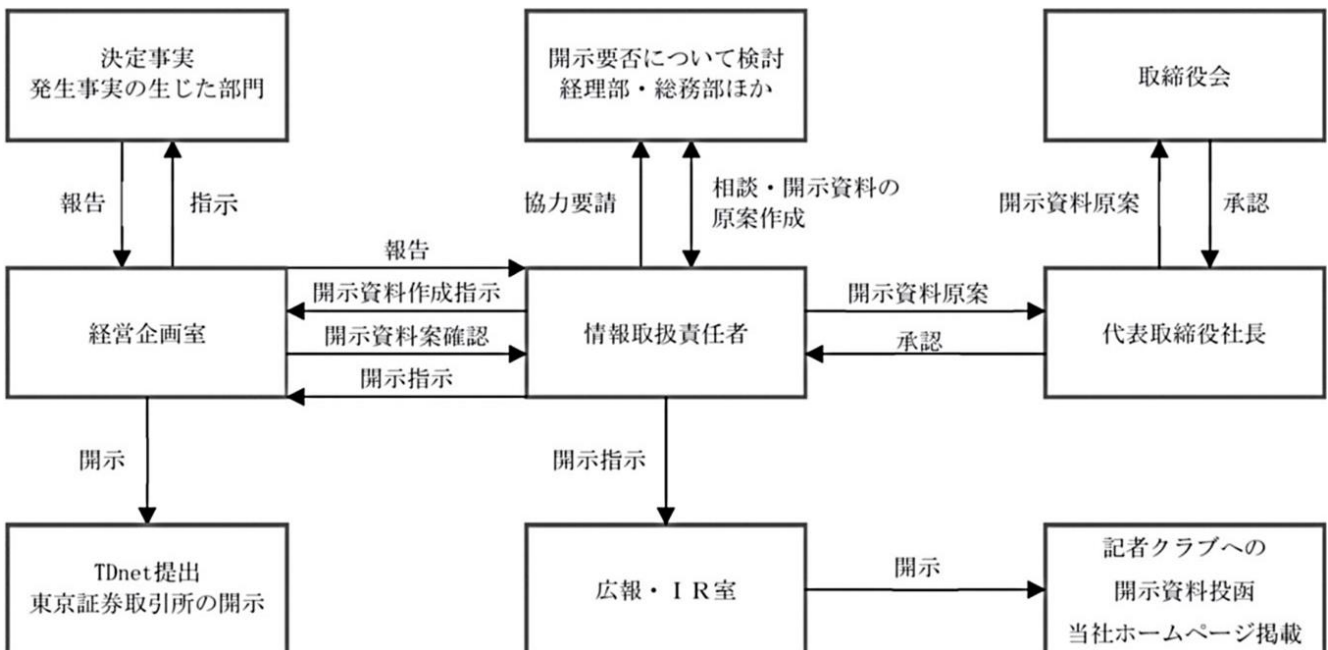 決定事実
発生事実の生じた部門
開示要否について検討
経理部・総務部ほか
取締役会
報告
指示
協力要請
相談・開示資料の
原案作成
開示資料原案
承認
報告
開示資料作成指示
開示資料案確認
開示指示
経営企画室
情報取扱責任者
開示資料原案
承認
代表取締役社長
開示
開示指示
TDnet提出
東京証券取引所の開示
広報・ＩＲ室
開示
記者クラブへの
開示資料投函
当社ホームページ掲載